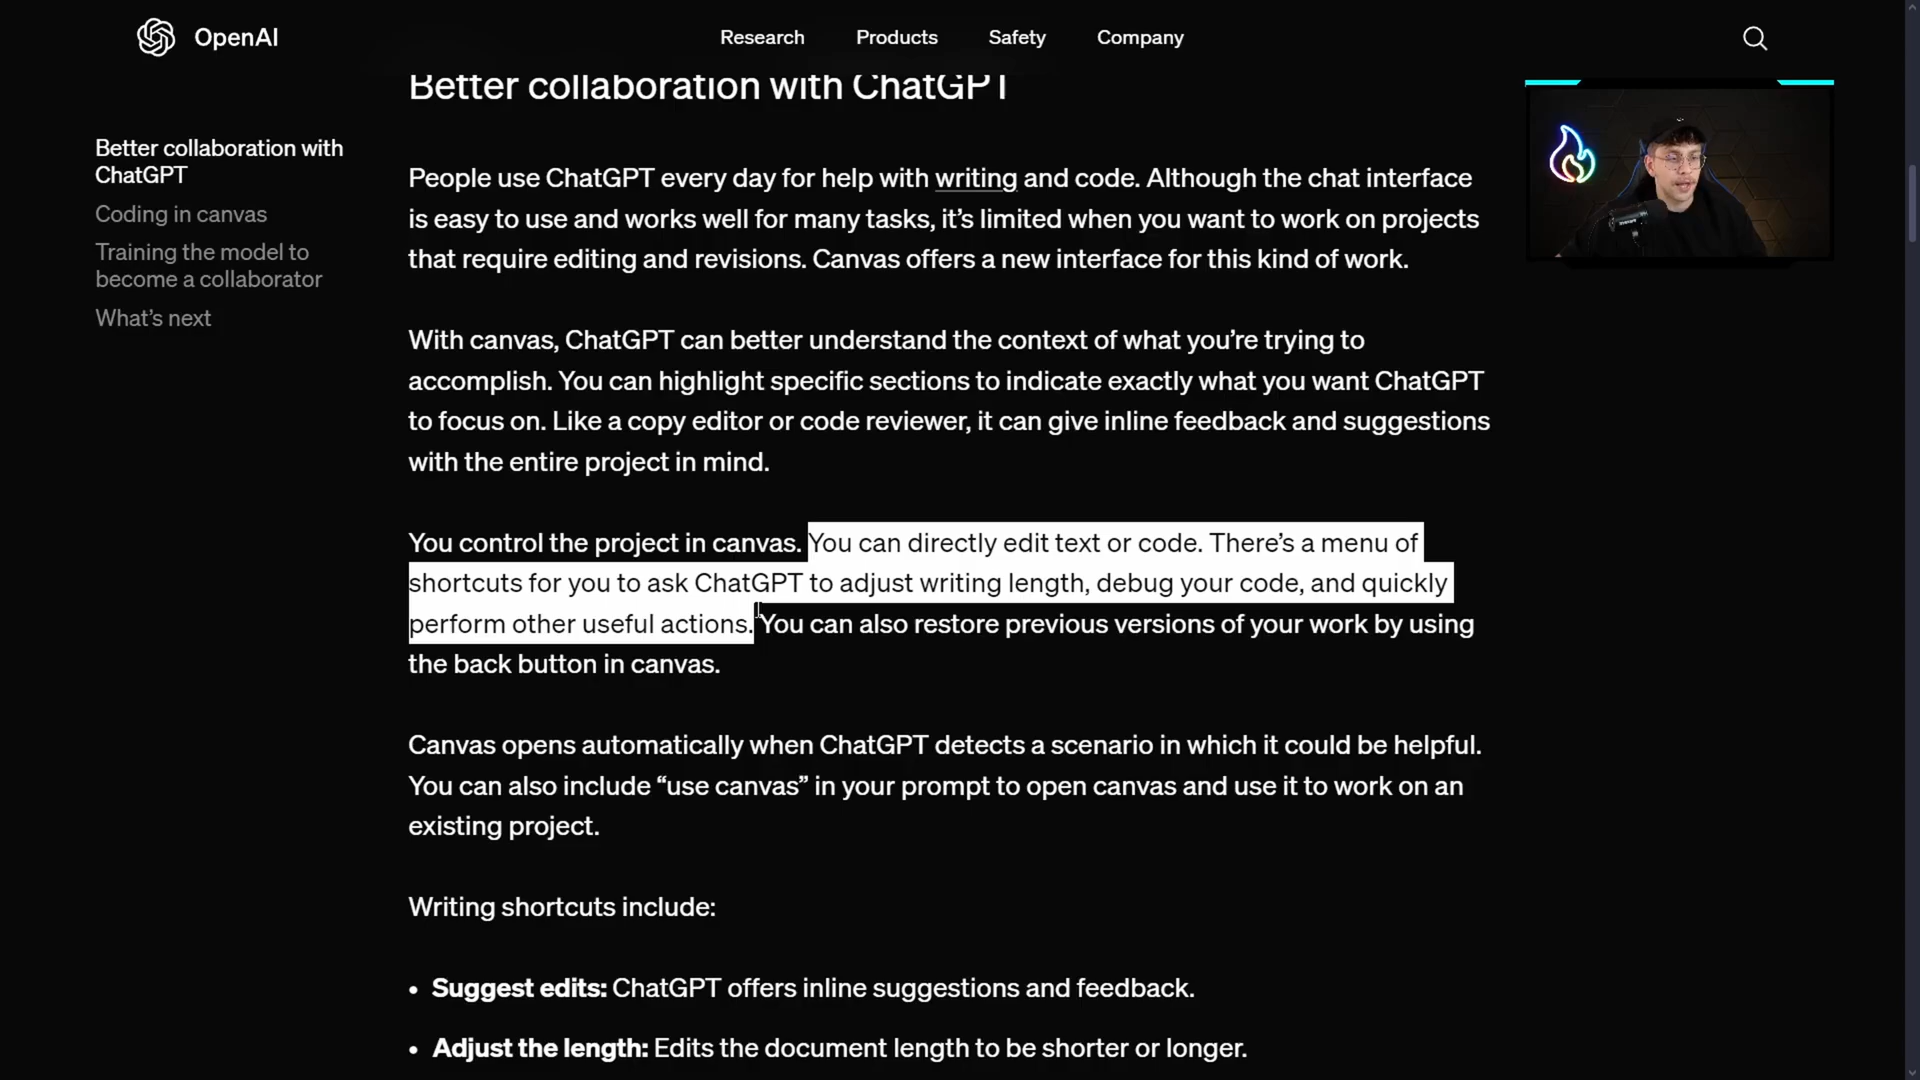 OpenAI
Research
Products
Safety
Company
Better collaboration with ChatGPT
Better collaboration with
ChatGPT
Coding in canvas
Training the model to
become a collaborator
What's next
People use ChatGPT every day for help with writing and code. Although the chat interface
is easy to use and works well for many tasks, it's limited when you want to work on projects
that require editing and revisions. Canvas offers a new interface for this kind of work.
With canvas, ChatGPT can better understand the context of what you're trying to
accomplish. You can highlight specific sections to indicate exactly what you want ChatGPT
to focus on. Like a copy editor or code reviewer, it can give inline feedback and suggestions
with the entire project in mind.
You control the project in canvas. You can directly edit text or code. There's a menu of
shortcuts for you to ask ChatGPT to adjust writing length, debug your code, and quickly
perform other useful actions. You can also restore previous versions of your work by using
the back button in canvas.
Canvas opens automatically when ChatGPT detects a scenario in which it could be helpful.
You can also include “use canvas” in your prompt to open canvas and use it to work on an
existing project.
Writing shortcuts include:
• Suggest edits: ChatGPT offers inline suggestions and feedback.
• Adjust the length: Edits the document length to be shorter or longer.